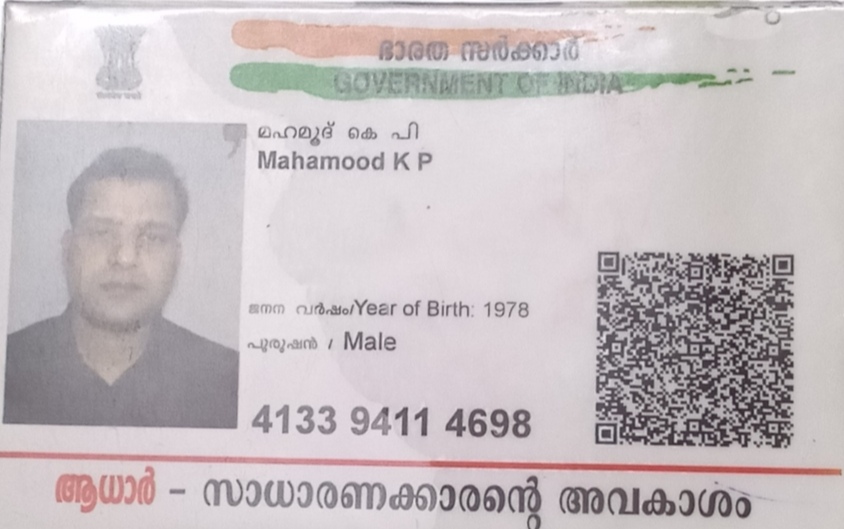 ഭാരത സർക്കാർ
GOVERNMENT OF INDIA
മഹമൂദ് കെ പി
Mahamood K P
ജനന വർഷം/Year of Birth: 1978
പുരുഷൻ / Male
4133 9411 4698
ആധാർ - സാധാരണക്കാരന്റെ അവകാശം